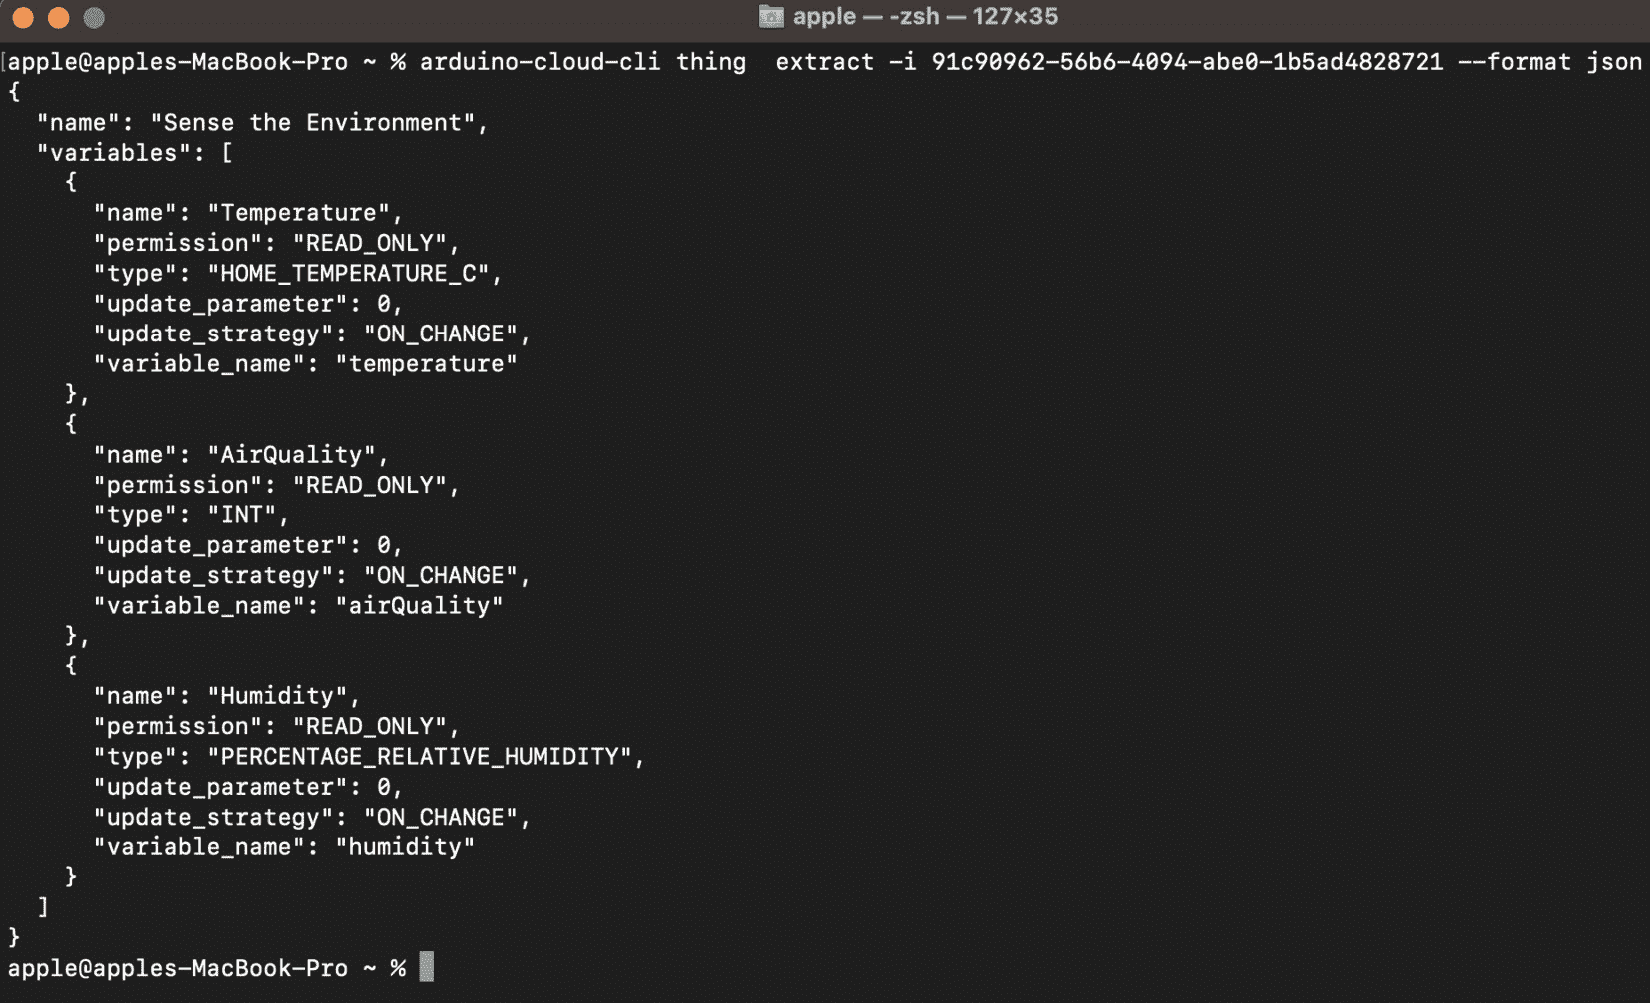 apple — -zsh — 127×35
[apple@apples-MacBook-Pro ~ % arduino-cloud-cli thing  extract -i 91c90962-56b6-4094-abe0-1b5ad4828721 --format json
{
  "name": "Sense the Environment",
  "variables": [
    {
      "name": "Temperature",
      "permission": "READ_ONLY",
      "type": "HOME_TEMPERATURE_C",
      "update_parameter": 0,
      "update_strategy": "ON_CHANGE",
      "variable_name": "temperature"
    },
    {
      "name": "AirQuality",
      "permission": "READ_ONLY",
      "type": "INT",
      "update_parameter": 0,
      "update_strategy": "ON_CHANGE",
      "variable_name": "airQuality"
    },
    {
      "name": "Humidity",
      "permission": "READ_ONLY",
      "type": "PERCENTAGE_RELATIVE_HUMIDITY",
      "update_parameter": 0,
      "update_strategy": "ON_CHANGE",
      "variable_name": "humidity"
    }
  ]
}
apple@apples-MacBook-Pro ~ %